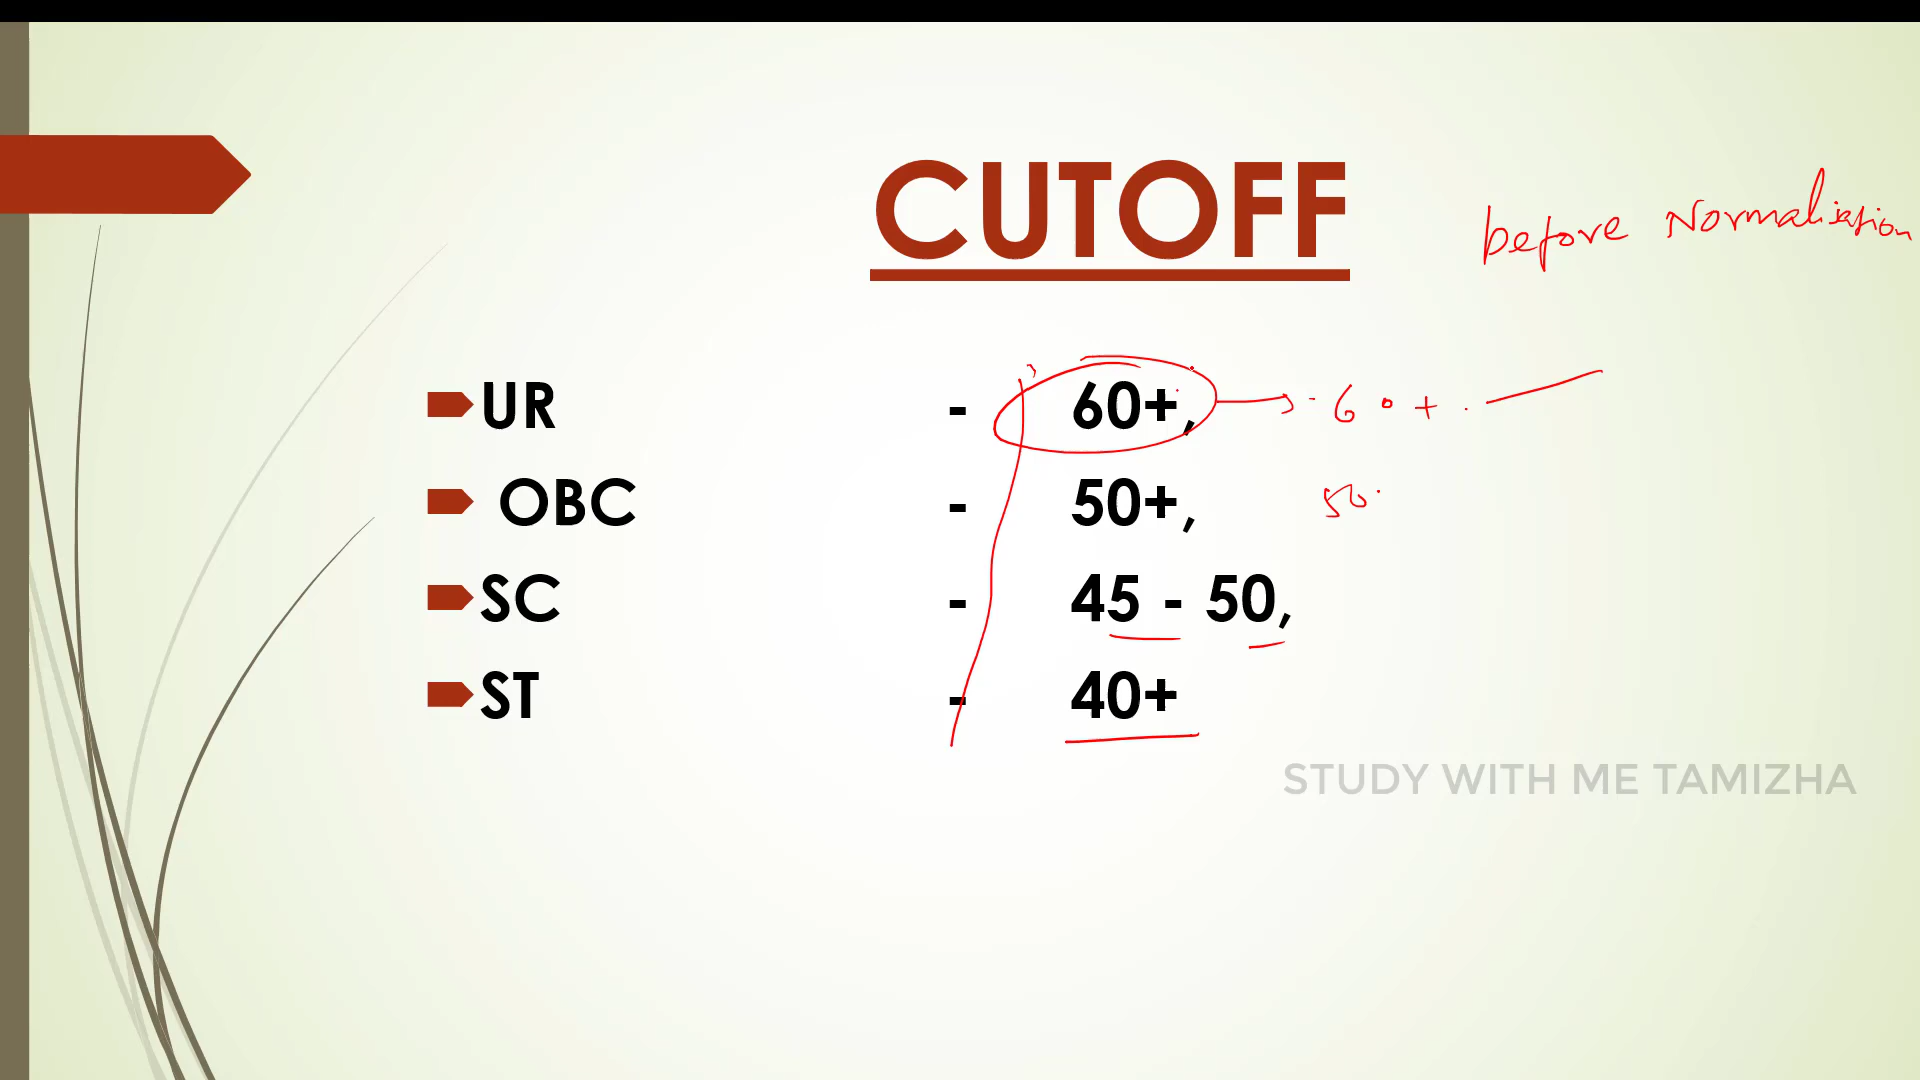 CUTOFF
before Normalisation
UR - 60+, 60+
OBC - 50+, 50
SC - 45 - 50,
ST - 40+
STUDY WITH ME TAMIZHA